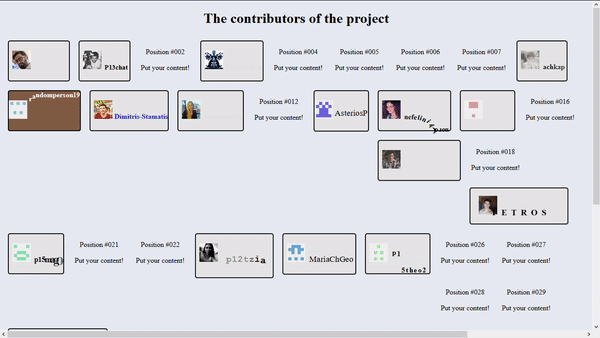 The contributors of the project
P13chat
Position #002
Put your content!
Position #004
Put your content!
Position #005
Put your content!
Position #006
Put your content!
Position #007
Put your content!
achkap
randomperson19
Dimitris-Stamatis
Position #012
Put your content!
AsteriosP
nefelini
Position #016
Put your content!
Position #018
Put your content!
E T R O S
Position #021
Put your content!
Position #022
Put your content!
p12tzia
MariaChGeo
p1
5theo2
Position #026
Put your content!
Position #027
Put your content!
Position #028
Put your content!
Position #029
Put your content!